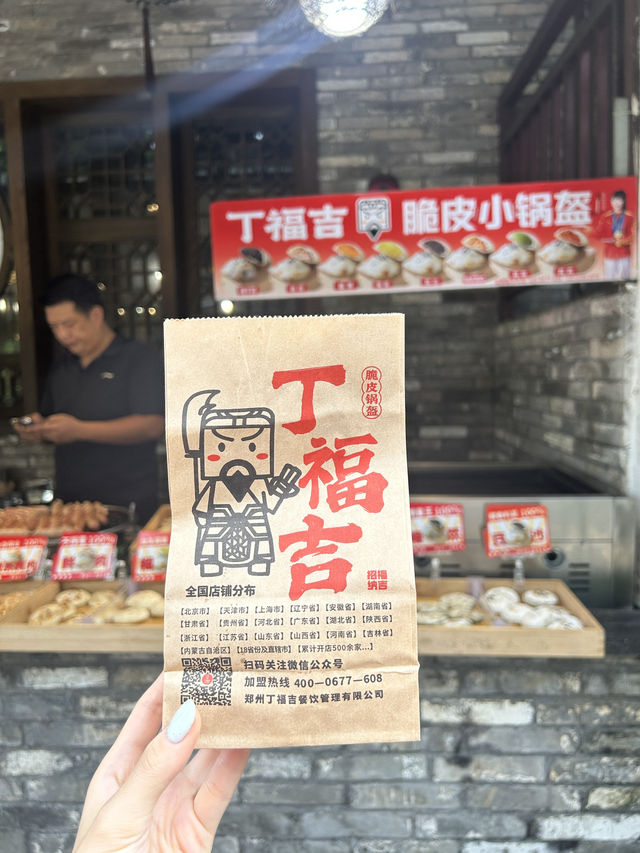 丁福吉
脆皮小锅盔
丁福吉
脆皮锅盔
招福
纳吉
全国店铺分布
【北京市】【天津市】【上海市】【辽宁省】【安徽省】【湖南省】
【甘肃省】【贵州省】【河北省】【广东省】【湖北省】【陕西省】
【浙江省】【江苏省】【山东省】【山西省】【河南省】【吉林省】
【内蒙古自治区】【18省份及直辖市】【累计开店500余家...】
扫码关注微信公众号
加盟热线 400—0677—608
郑州丁福吉餐饮管理有限公司